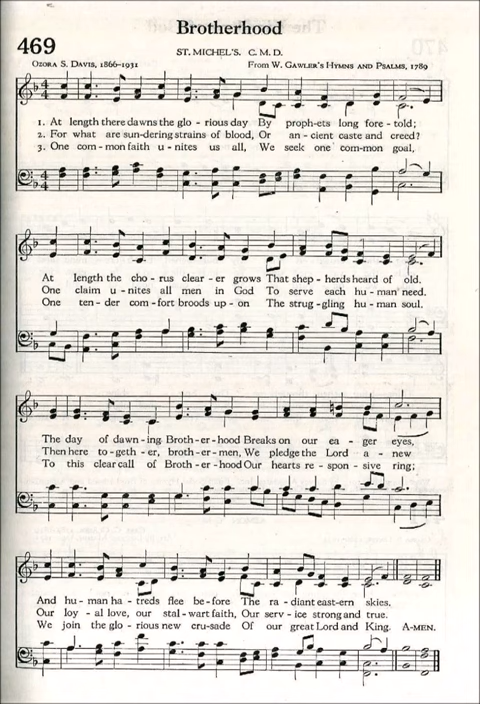 Brotherhood
469
ST. MICHEL'S. C. M. D.
OZORA S. DAVIS, 1866-1931 From W. GAWLER'S HYMNS AND PSALMS, 1789
1. At length there dawns the glo - rious day By proph-ets long fore - told;
2. For what are sun-dering strains of blood, Or an - cient caste and creed?
3. One com - mon faith u - nites us all, We seek one com - mon goal,
At length the cho - rus clear - er grows That shep - herds heard of old.
One claim u - nites all men in God To serve each hu - man need.
One ten - der com - fort broods up - on The strug - gling hu - man soul.
The day of dawn - ing Broth - er - hood Breaks on our ea - ger eyes,
Then here to - geth - er, broth - er - men, We pledge the Lord a - new
To this clear call of Broth - er - hood Our hearts re - spon - sive ring;
And hu - man ha - treds flee be - fore The ra - diant east - ern skies.
Our loy - al love, our stal - wart faith, Our serv - ice strong and true.
We join the glo - rious new cru - sade Of our great Lord and King. A-MEN.